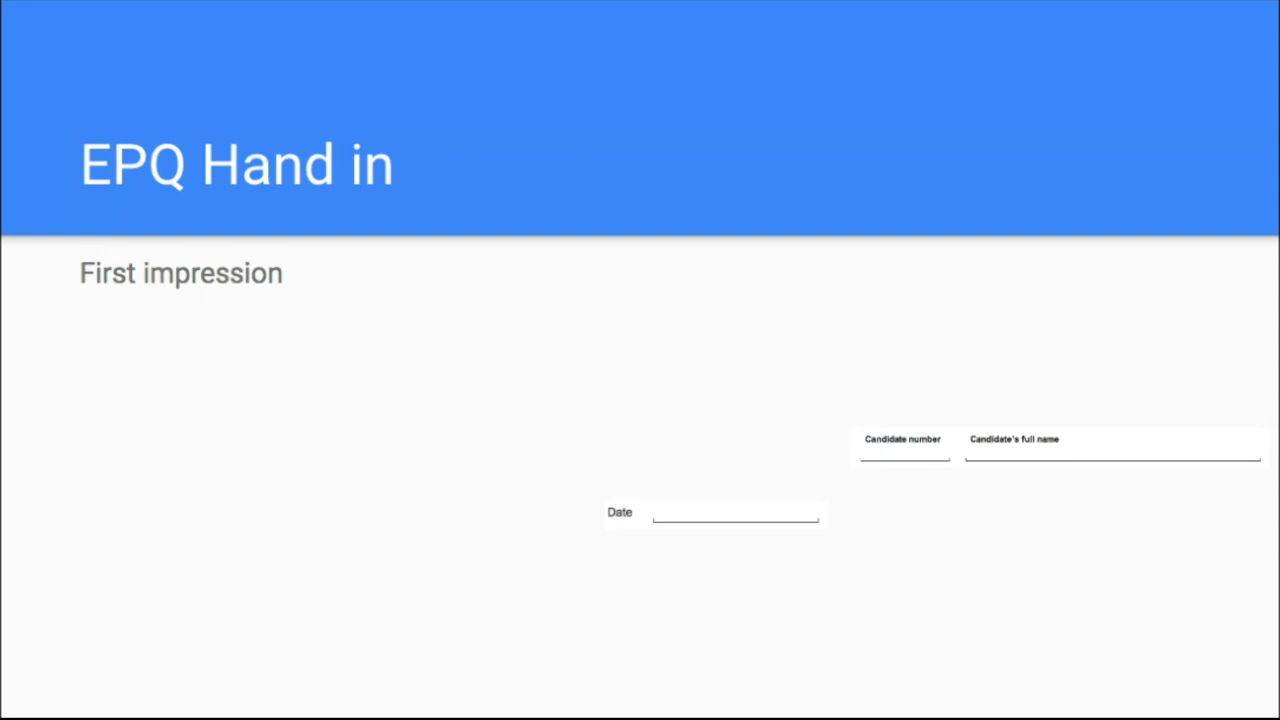 EPQ Hand in
First impression
Candidate number Candidate's full name
Date